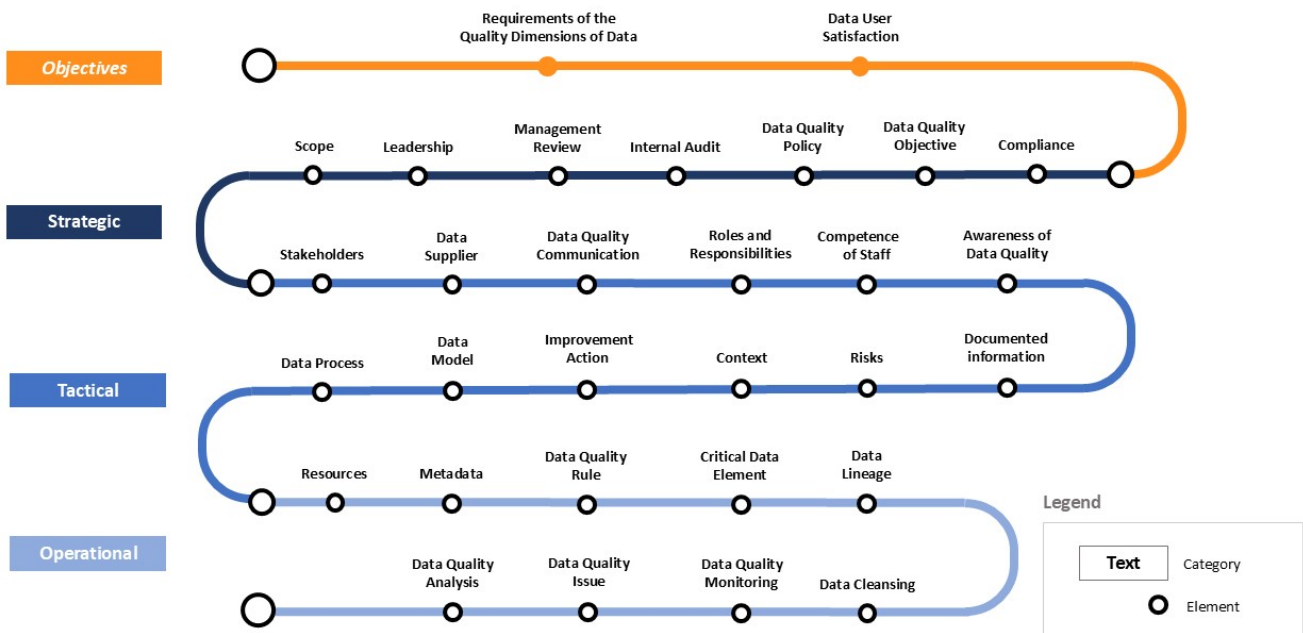 Requirements of the
Quality Dimensions of Data
Data User
Satisfaction
Objectives
Scope
Leadership
Management
Review
Internal Audit
Data Quality
Policy
Data Quality
Objective
Compliance
Strategic
Stakeholders
Data
Supplier
Data Quality
Communication
Roles and
Responsibilities
Competence
of Staff
Awareness of
Data Quality
Data Process
Data
Model
Improvement
Action
Context
Risks
Documented
information
Tactical
Resources
Metadata
Data Quality
Rule
Critical Data
Element
Data
Lineage
Operational
Data Quality
Analysis
Data Quality
Issue
Data Quality
Monitoring
Data Cleansing
Legend
Text
Category
Element